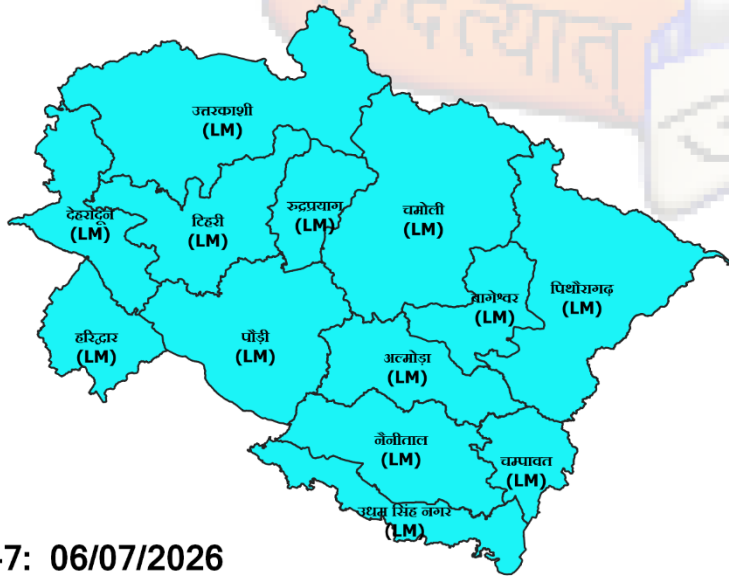 दित्यात
उत्तरकाशी
(LM)
देहरादून
(LM)
टिहरी
(LM)
रुद्रप्रयाग
(LM)
चमोली
(LM)
बागेश्वर
(LM)
पिथौरागढ़
(LM)
हरिद्वार
(LM)
पौड़ी
(LM)
अल्मोड़ा
(LM)
नैनीताल
(LM)
चम्पावत
(LM)
उधम सिंह नगर
(LM)
-7: 06/07/2026